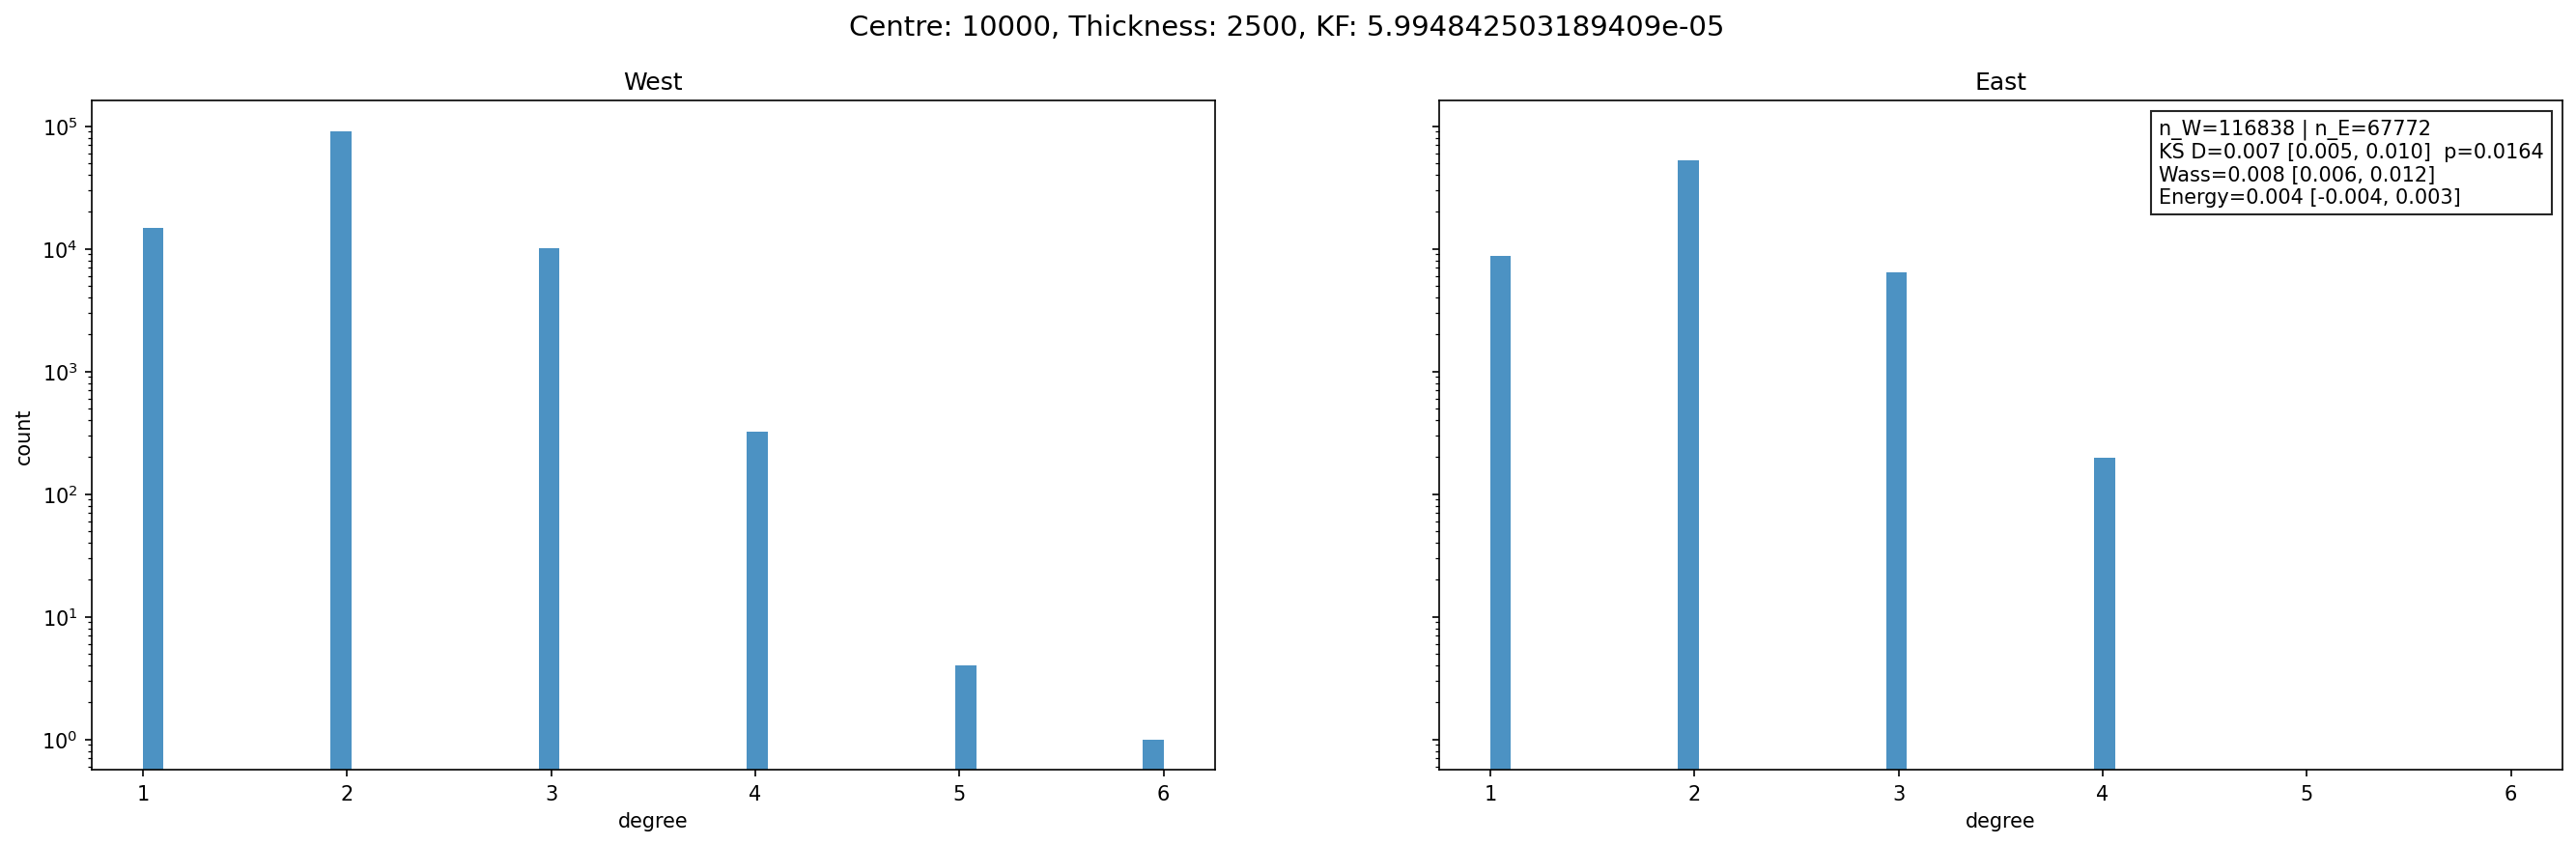 Centre: 10000, Thickness: 2500, KF: 5.994842503189409e-05
West
10⁵
10⁴
10³
10²
10¹
10⁰
count
1 2 3 4 5 6
degree
East
n_W=116838 | n_E=67772
KS D=0.007 [0.005, 0.010]  p=0.0164
Wass=0.008 [0.006, 0.012]
Energy=0.004 [-0.004, 0.003]
1 2 3 4 5 6
degree